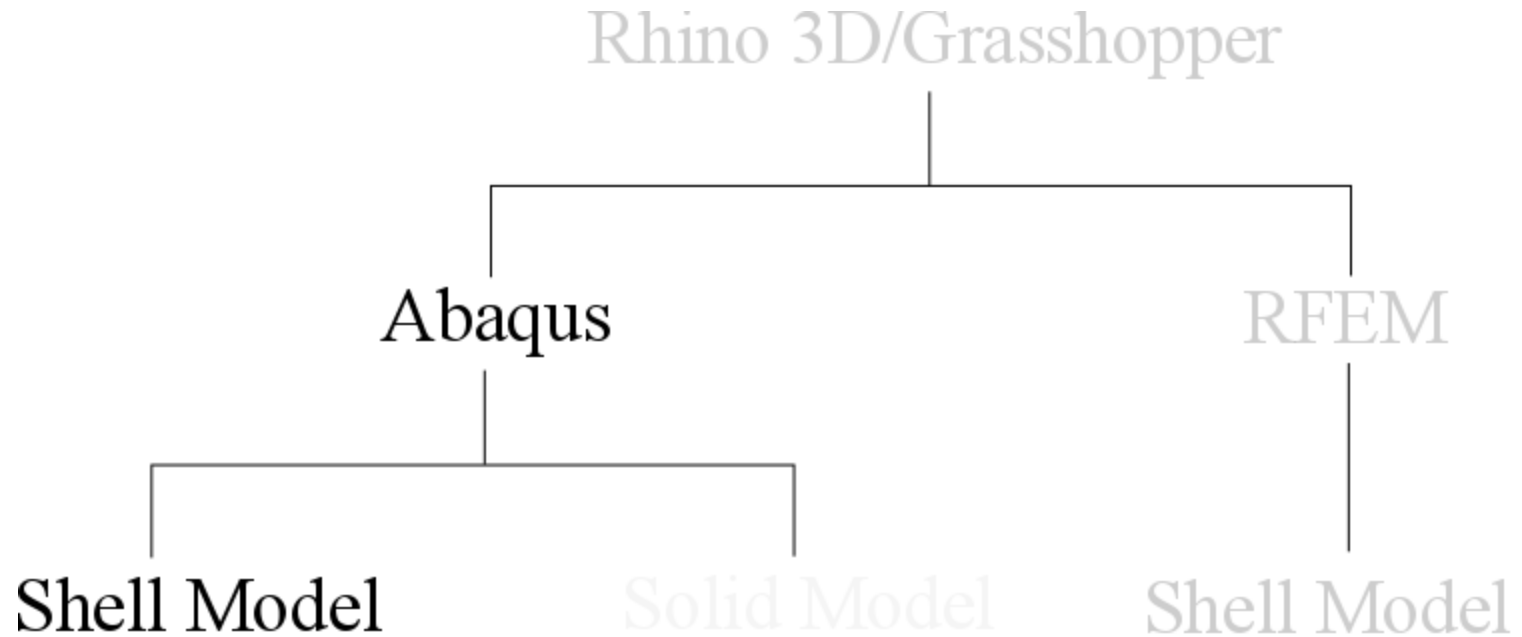 Rhino 3D/Grasshopper
Abaqus
RFEM
Shell Model
Solid Model
Shell Model